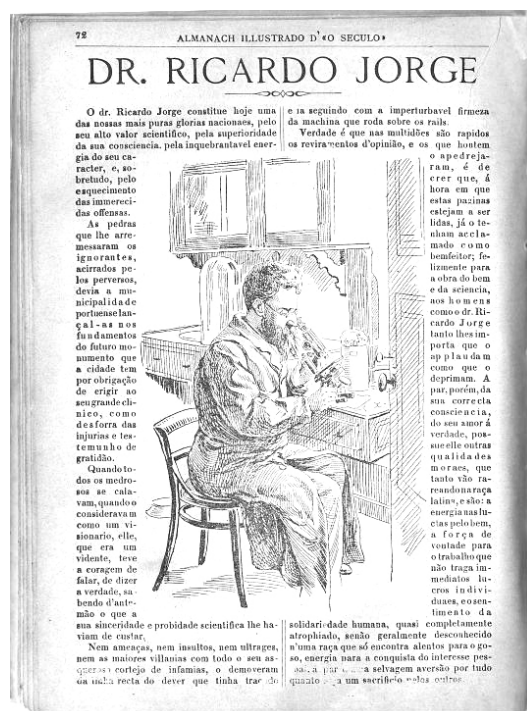 72
ALMANACH ILLUSTRADO D'«O SECULO»
DR. RICARDO JORGE
O dr. Ricardo Jorge constitue hoje uma
das nossas mais puras glorias nacionaes, pelo
seu alto valor scientifico, pela superioridade
da sua consciencia. pela inquebrantavel ener-
gia do seu ca-
racter, e, so-
bretudo, pelo
esquecimento
das immereci-
das offensas.
As pedras
que lhe arre-
messaram os
ignorantes,
acirrados pe-
los perversos,
devia a mu-
nicipalidade
portuense lan-
çal-as nos
fundamentos
do futuro mo-
numento que
a cidade tem
por obrigação
de erigir ao
seu grande cli-
nico, como
desforra das
injurias e tes-
temunho de
gratidão.
Quando to-
dos os medro-
sos se cala-
vam, quando o
consideravam
como um vi-
sionario, elle,
que era um
vidente, teve
a coragem de
falar, de dizer
a verdade, sa-
bendo d'ante-
mão o que a
sua sinceridade e probidade scientifica lhe ha-
viam de custar.
Nem ameaças, nem insultos, nem ultrages,
nem as maiores villanias com todo o seu as-
queroso cortejo de infamias, o demoveram
da linha recta do dever que tinha traçado
e ia seguindo com a imperturbavel firmeza
da machina que roda sobre os rails.
Verdade é que nas multidões são rapidos
os reviramentos d'opinião, e os que hontem
o apedreja-
ram, é de
crer que, á
hora em que
estas paginas
estejam a ser
lidas, já o te-
nham accla-
mado como
bemfeitor; fe-
lizmente para
a obra do bem
e da sciencia,
aos homens
como o dr. Ri-
cardo Jorge
tanto lhes im-
porta que o
applaudam
como que o
deprimam. A
par, porém, da
sua correcta
consciencia,
do seu amor á
verdade, pos-
sue elle outras
qualidades
moraes, que
tanto vão ra-
reando na raça
latina, e são: a
energia nas lu-
ctas pelo bem,
a força de
vontade para
o trabalho que
não traga im-
mediatos lu-
cros indivi-
duaes, e o sen-
timento da
solidariedade humana, quasi completamente
atrophiado, senão geralmente desconhecido
n'uma raça que só encontra alentos para o go-
so, energia para a conquista do interesse pes-
selvagem aversão por tudo
quanto seja um sacrificio pelos outros.